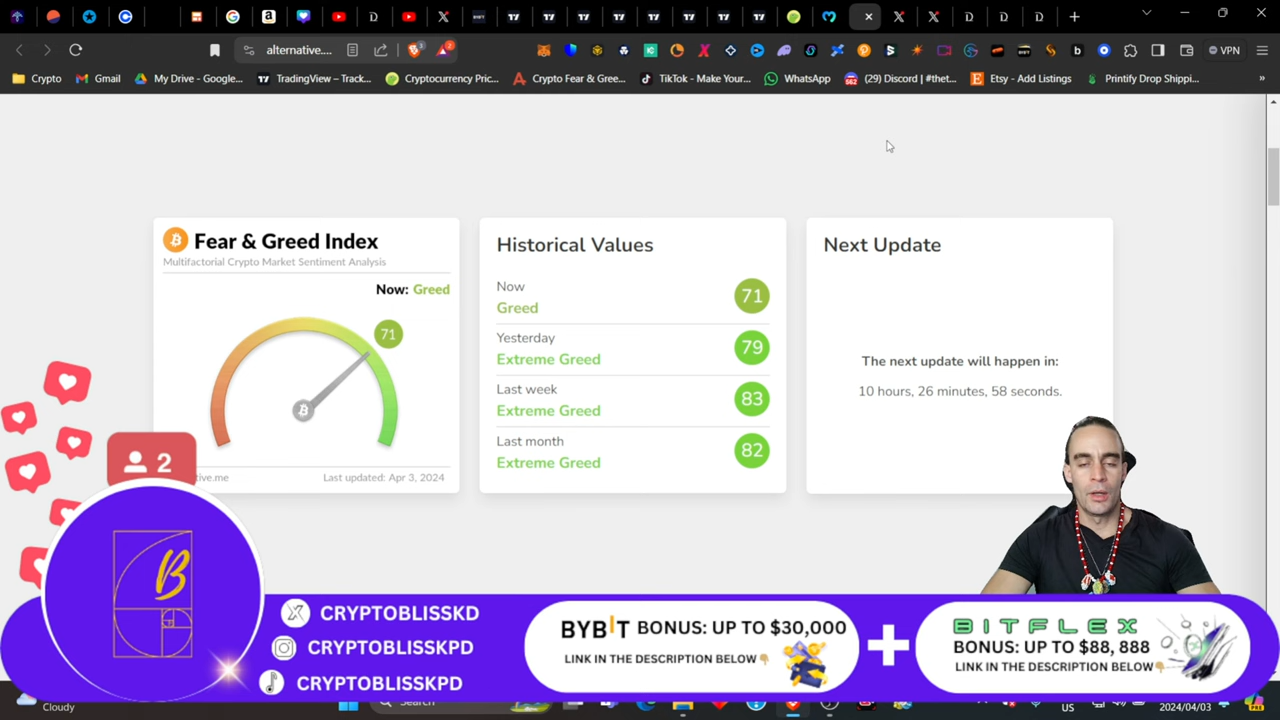 alternative....
2
VPN
Crypto
Gmail
My Drive - Google...
TradingView – Track...
Cryptocurrency Pric...
Crypto Fear & Gree...
TikTok - Make Your...
WhatsApp
(29) Discord | #thet...
Etsy - Add Listings
Printify Drop Shippi...
»
Fear & Greed Index
Multifactorial Crypto Market Sentiment Analysis
Now: Greed
71
Last updated: Apr 3, 2024
Historical Values
Now
Greed
71
Yesterday
Extreme Greed
79
Last week
Extreme Greed
83
Last month
Extreme Greed
82
Next Update
The next update will happen in:
10 hours, 26 minutes, 58 seconds.
2
tive.me
B
CRYPTOBLISSKD
CRYPTOBLISSKPD
CRYPTOBLISSKPD
BYBIT BONUS: UP TO $30,000
LINK IN THE DESCRIPTION BELOW
+
BITFLEX
BONUS: UP TO $88, 888
LINK IN THE DESCRIPTION BELOW
Cloudy
Search
US
2024/04/03